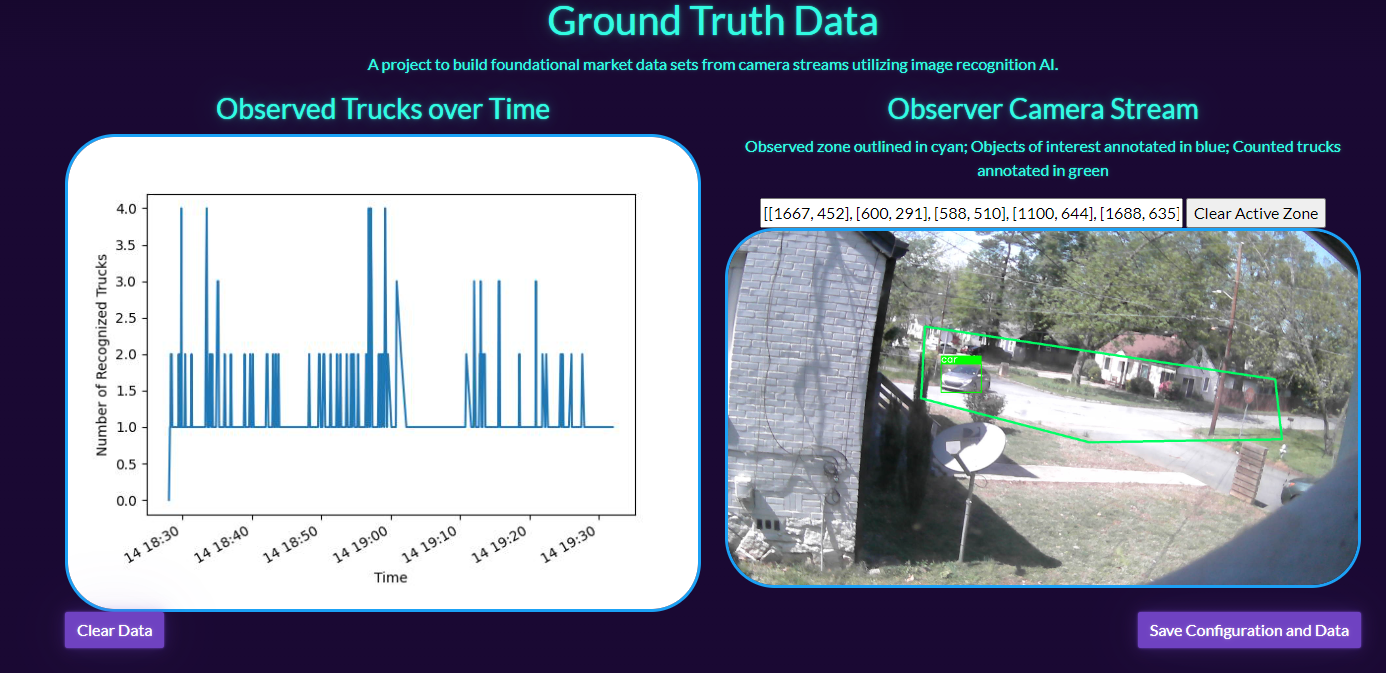 Ground Truth Data
A project to build foundational market data sets from camera streams utilizing image recognition AI.
Observed Trucks over Time
4.0
3.5
3.0
2.5
2.0
1.5
1.0
0.5
0.0
Number of Recognized Trucks
14 18:30
14 18:40
14 18:50
14 19:00
14 19:10
14 19:20
14 19:30
Time
Clear Data
Observer Camera Stream
Observed zone outlined in cyan; Objects of interest annotated in blue; Counted trucks
annotated in green
[[1667, 452], [600, 291], [588, 510], [1100, 644], [1688, 635]
Clear Active Zone
car
Save Configuration and Data